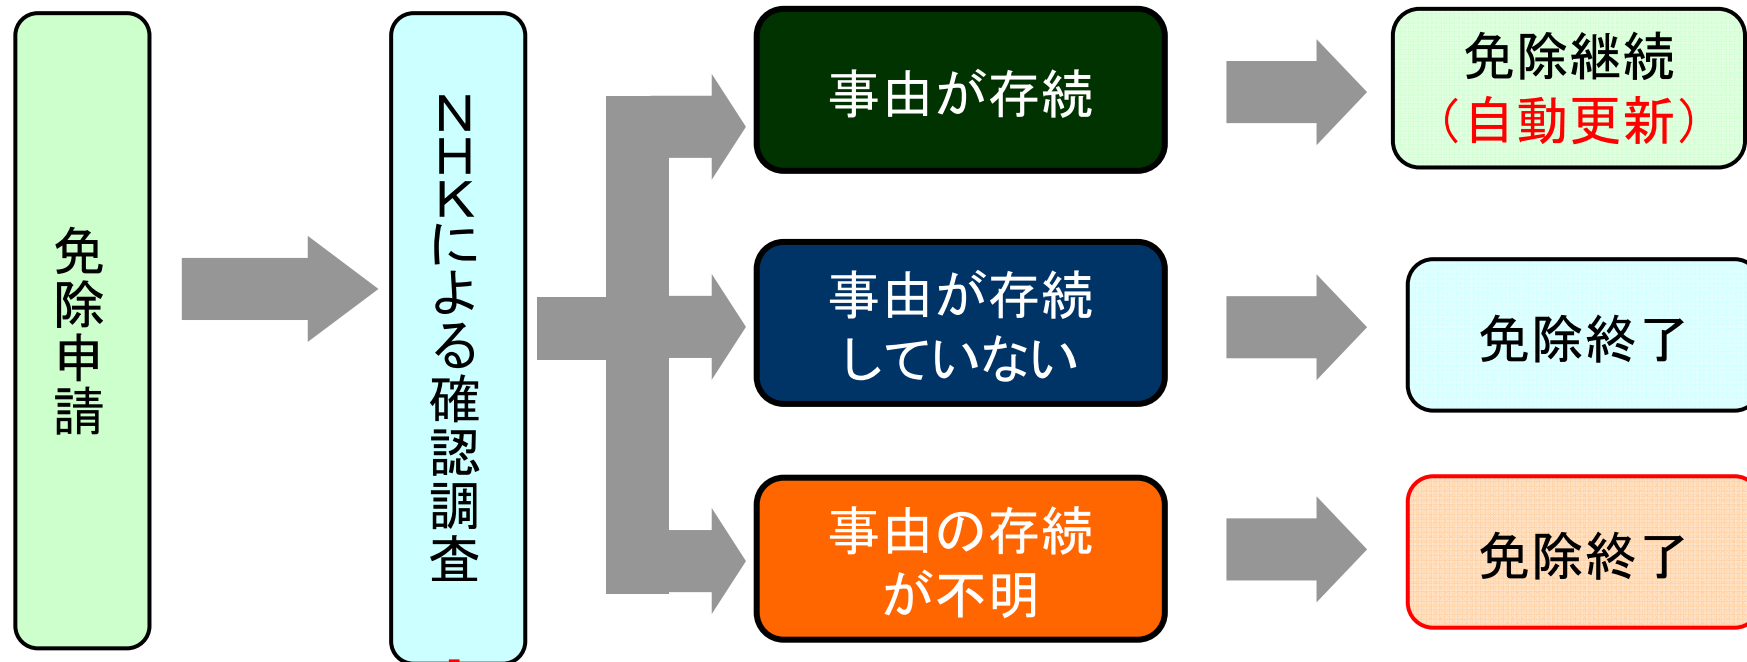 免除申請
ＮＨＫによる確認調査
事由が存続
免除継続
（自動更新）
事由が存続
していない
免除終了
事由の存続
が不明
免除終了